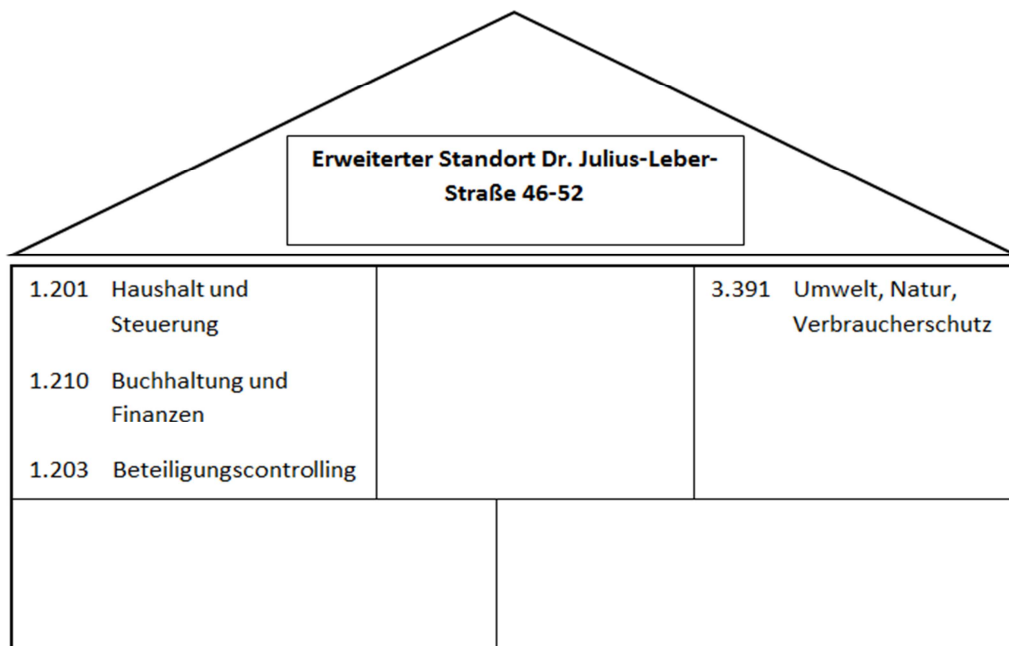 Erweiterter Standort Dr. Julius-Leber-
Straße 46-52
1.201 Haushalt und
Steuerung
1.210 Buchhaltung und
Finanzen
1.203 Beteiligungscontrolling
3.391 Umwelt, Natur,
Verbraucherschutz